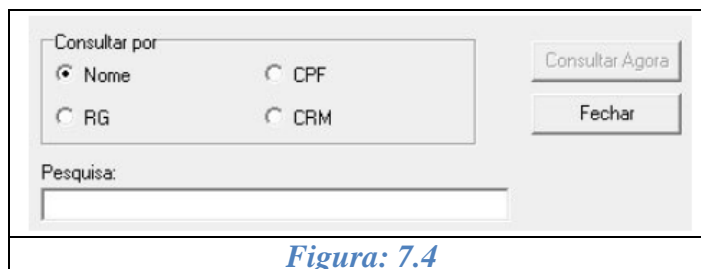 Consultar por
Nome CPF
Consultar Agora
RG CRM
Fechar
Pesquisa:
Figura: 7.4